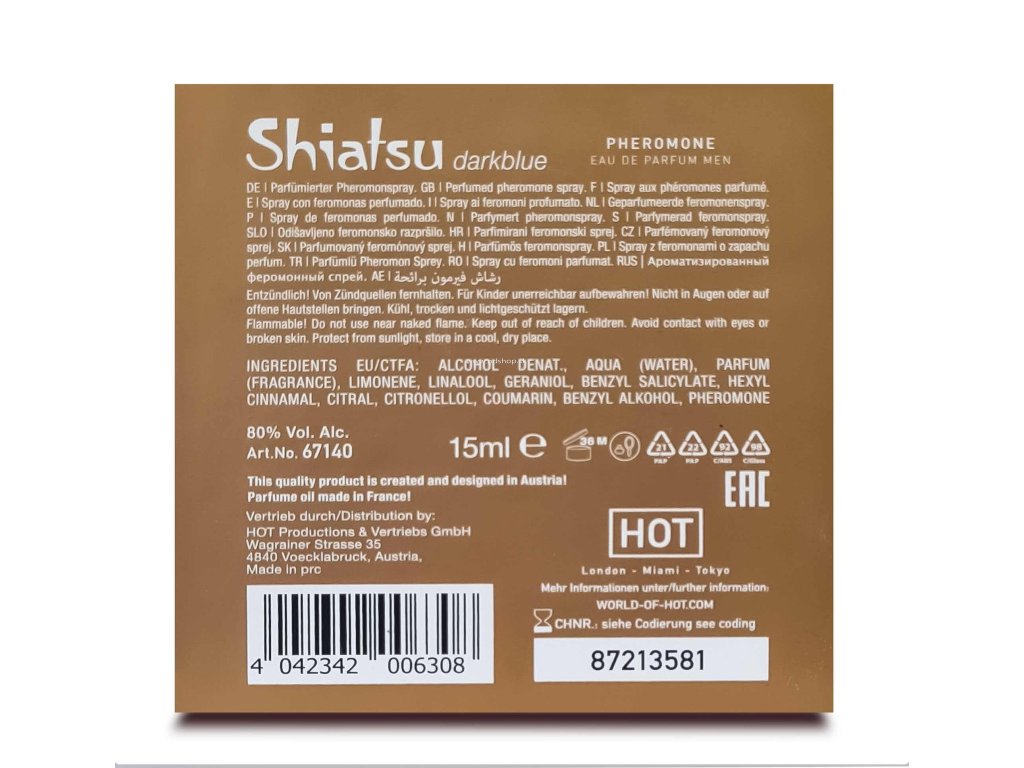 Shiatsu darkblue
PHEROMONE
EAU DE PARFUM MEN
DE | Parfümierter Pheromonspray. GB | Perfumed pheromone spray. F | Spray aux phéromones parfumé.
E | Spray con feromonas perfumado. I | Spray ai feromoni profumato. NL | Geparfumeerde feromonenspray.
P | Spray de feromonas perfumado. N | Parfymert pheromonspray. S | Parfymerad feromonspray.
SLO | Odišavljeno feromonsko razpršilo. HR | Parfimirani feromonski sprej. CZ | Parfémovaný feromonový
sprej. SK | Parfumovaný feromónový sprej. H | Parfümös feromonspray. PL | Spray z feromonami o zapachu
perfum. TR | Parfümlü Pheromon Sprey. RO | Spray cu feromoni parfumat. RUS | Ароматизированный
феромонный спрей. AE | رشاش فيرمون برائحة
Entzündlich! Von Zündquellen fernhalten. Für Kinder unerreichbar aufbewahren! Nicht in Augen oder auf
offene Hautstellen bringen. Kühl, trocken und lichtgeschützt lagern.
Flammable! Do not use near naked flame. Keep out of reach of children. Avoid contact with eyes or
broken skin. Protect from sunlight, store in a cool, dry place.
INGREDIENTS EU/CTFA: ALCOHOL DENAT., AQUA (WATER), PARFUM
(FRAGRANCE), LIMONENE, LINALOOL, GERANIOL, BENZYL SALICYLATE, HEXYL
CINNAMAL, CITRAL, CITRONELLOL, COUMARIN, BENZYL ALKOHOL, PHEROMONE
80% Vol. Alc.
Art.No. 67140
15ml ℮
36 M
21 22 92 98
PAP PAP C/ABS C/Glass
This quality product is created and designed in Austria!
Parfume oil made in France!
EAC
Vertrieb durch/Distribution by:
HOT Productions & Vertriebs GmbH
Wagrainer Strasse 35
4840 Voecklabruck, Austria,
Made in prc
HOT
London - Miami - Tokyo
Mehr Informationen unter/further information:
WORLD-OF-HOT.COM
CHNR.: siehe Codierung see coding
4 042342 006308
87213581